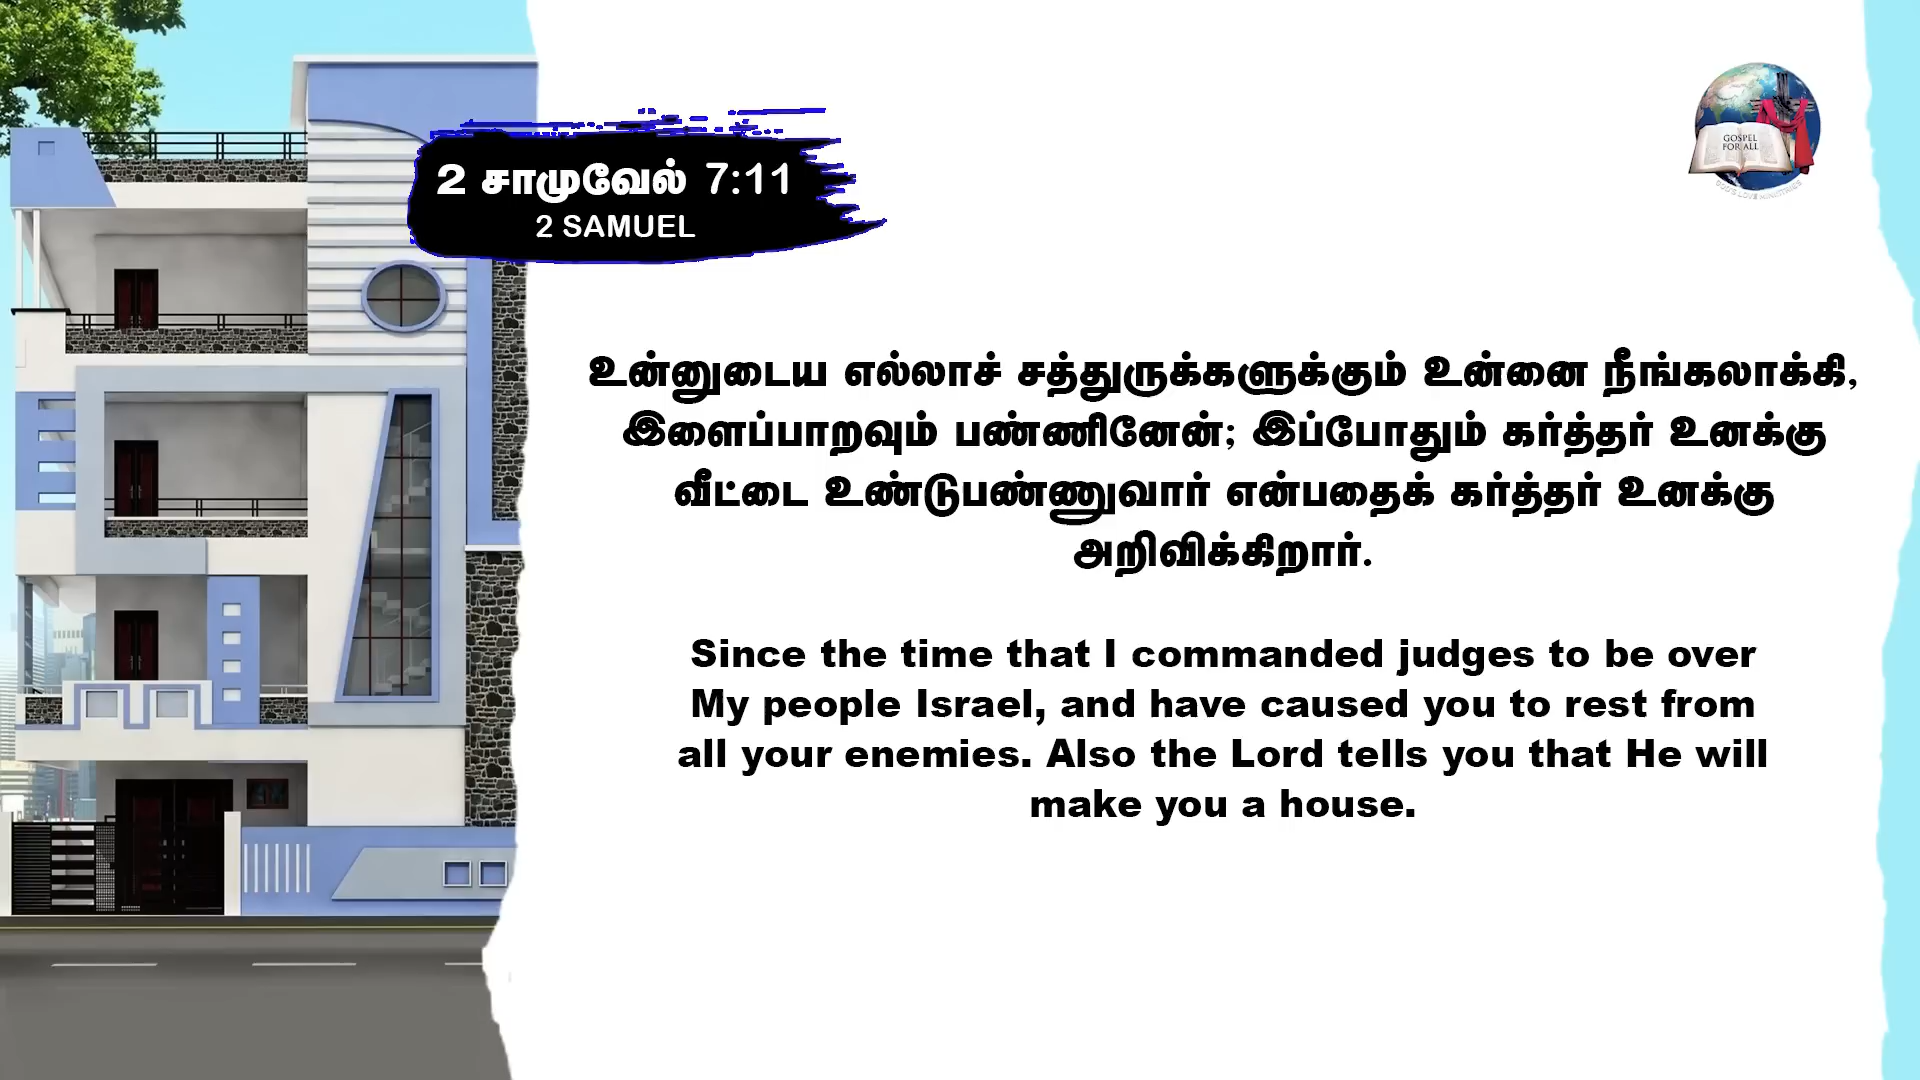 2 சாமுவேல் 7:11
2 SAMUEL
GOSPEL
FOR ALL
GOD'S LOVE MINISTRIES
உன்னுடைய எல்லாச் சத்துருக்களுக்கும் உன்னை நீங்கலாக்கி,
இளைப்பாறவும் பண்ணினேன்; இப்போதும் கர்த்தர் உனக்கு
வீட்டை உண்டுபண்ணுவார் என்பதைக் கர்த்தர் உனக்கு
அறிவிக்கிறார்.
Since the time that I commanded judges to be over
My people Israel, and have caused you to rest from
all your enemies. Also the Lord tells you that He will
make you a house.